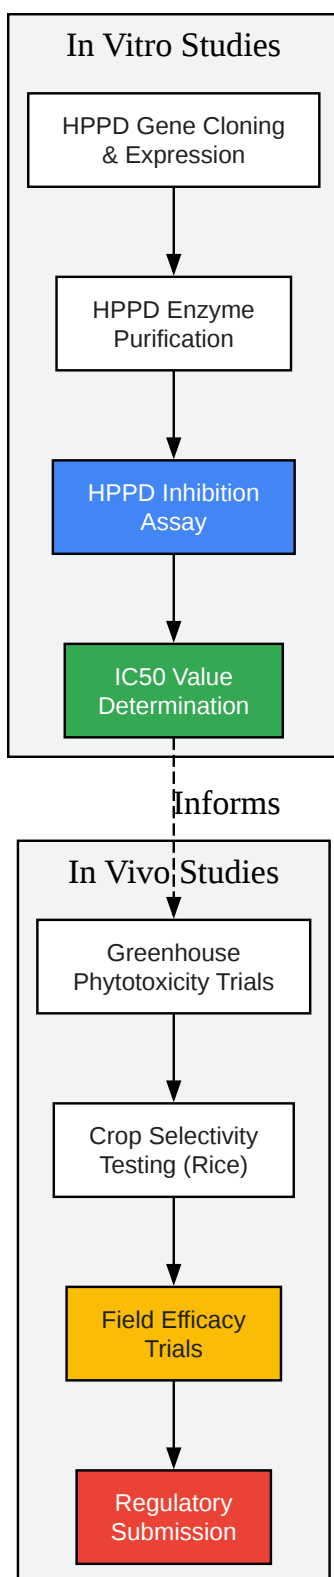 In Vitro Studies
HPPD Gene Cloning
& Expression
HPPD Enzyme
Purification
HPPD Inhibition
Assay
IC50 Value
Determination
Informs
In Vivo Studies
Greenhouse
Phytotoxicity Trials
Crop Selectivity
Testing (Rice)
Field Efficacy
Trials
Regulatory
Submission